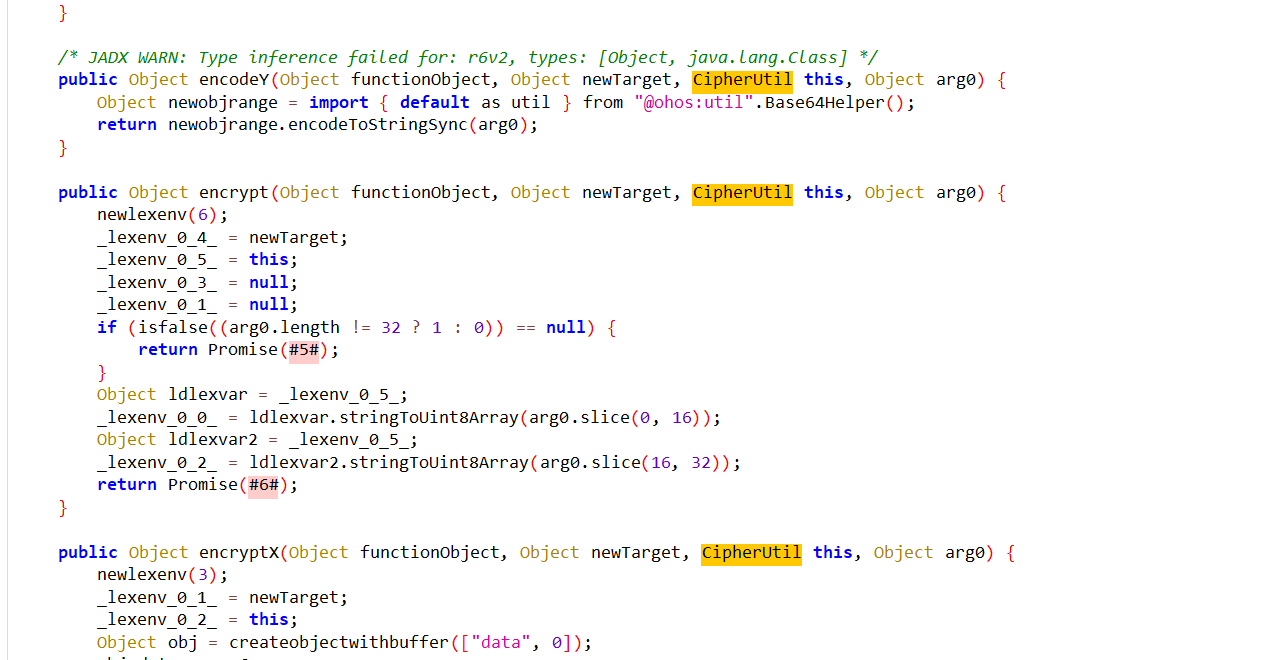 }
/* JADX WARN: Type inference failed for: r6v2, types: [Object, java.lang.Class] */
public Object encodeY(Object functionObject, Object newTarget, CipherUtil this, Object arg0) {
Object newobjrange = import { default as util } from "@ohos:util".Base64Helper();
return newobjrange.encodeToStringSync(arg0);
}
public Object encrypt(Object functionObject, Object newTarget, CipherUtil this, Object arg0) {
newlexenv(6);
_lexenv_0_4_ = newTarget;
_lexenv_0_5_ = this;
_lexenv_0_3_ = null;
_lexenv_0_1_ = null;
if (isfalse((arg0.length != 32 ? 1 : 0)) == null) {
return Promise(#5#);
}
Object ldlexvar = _lexenv_0_5_;
_lexenv_0_0_ = ldlexvar.stringToUint8Array(arg0.slice(0, 16));
Object ldlexvar2 = _lexenv_0_5_;
_lexenv_0_2_ = ldlexvar2.stringToUint8Array(arg0.slice(16, 32));
return Promise(#6#);
}
public Object encryptX(Object functionObject, Object newTarget, CipherUtil this, Object arg0) {
newlexenv(3);
_lexenv_0_1_ = newTarget;
_lexenv_0_2_ = this;
Object obj = createobjectwithbuffer(["data", 0]);